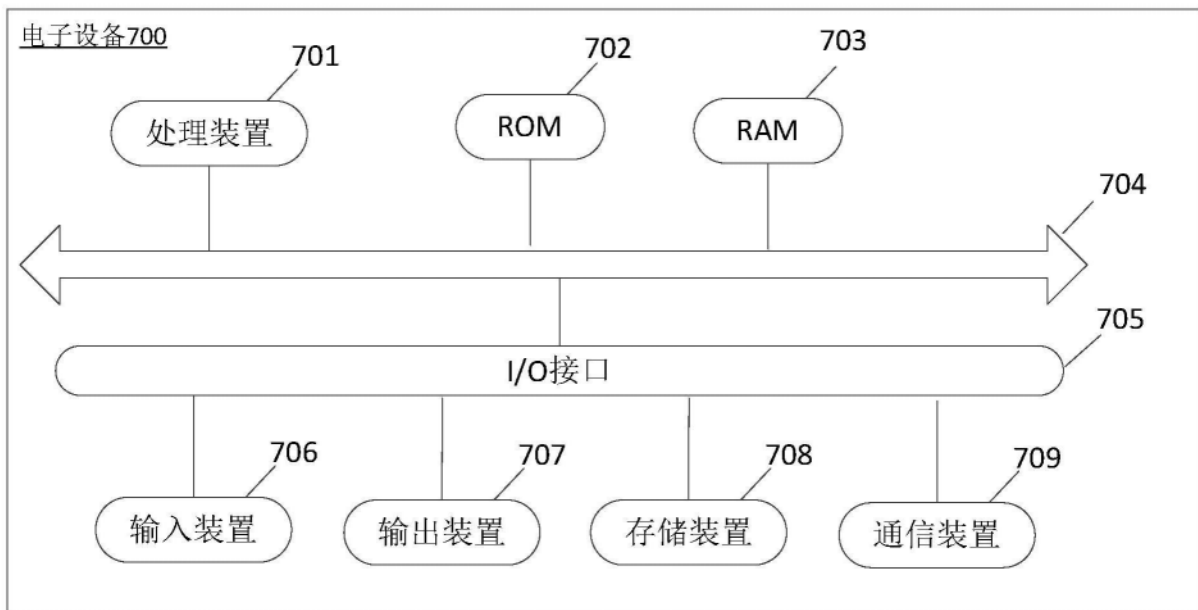 电子设备700
701
702
703
处理装置
ROM
RAM
704
705
I/O接口
706
707
708
709
输入装置
输出装置
存储装置
通信装置